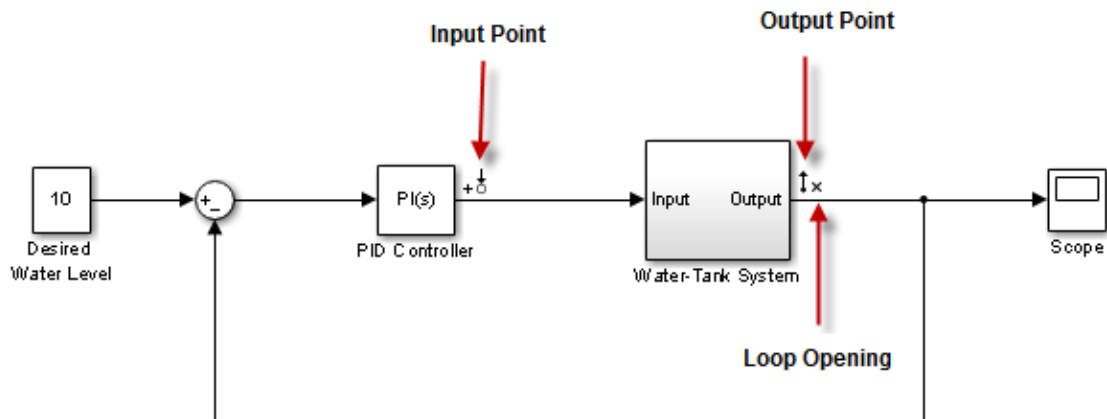 Input Point
Output Point
10
+
-
PI(s)
+
Input
Output
x
Desired
Water Level
PID Controller
Water-Tank System
Scope
Loop Opening